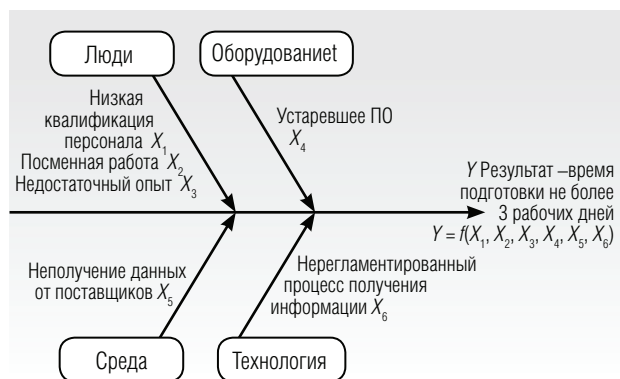 Люди
Оборудованиеt
Низкая
квалификация
персонала X₁
Посменная работа X₂
Недостаточный опыт X₃
Устаревшее ПО
X₄
Y Результат –время
подготовки не более
3 рабочих дней
Y = f(X₁, X₂, X₃, X₄, X₅, X₆)
Неполучение данных
от поставщиков X₅
Нерегламентированный
процесс получения
информации X₆
Среда
Технология